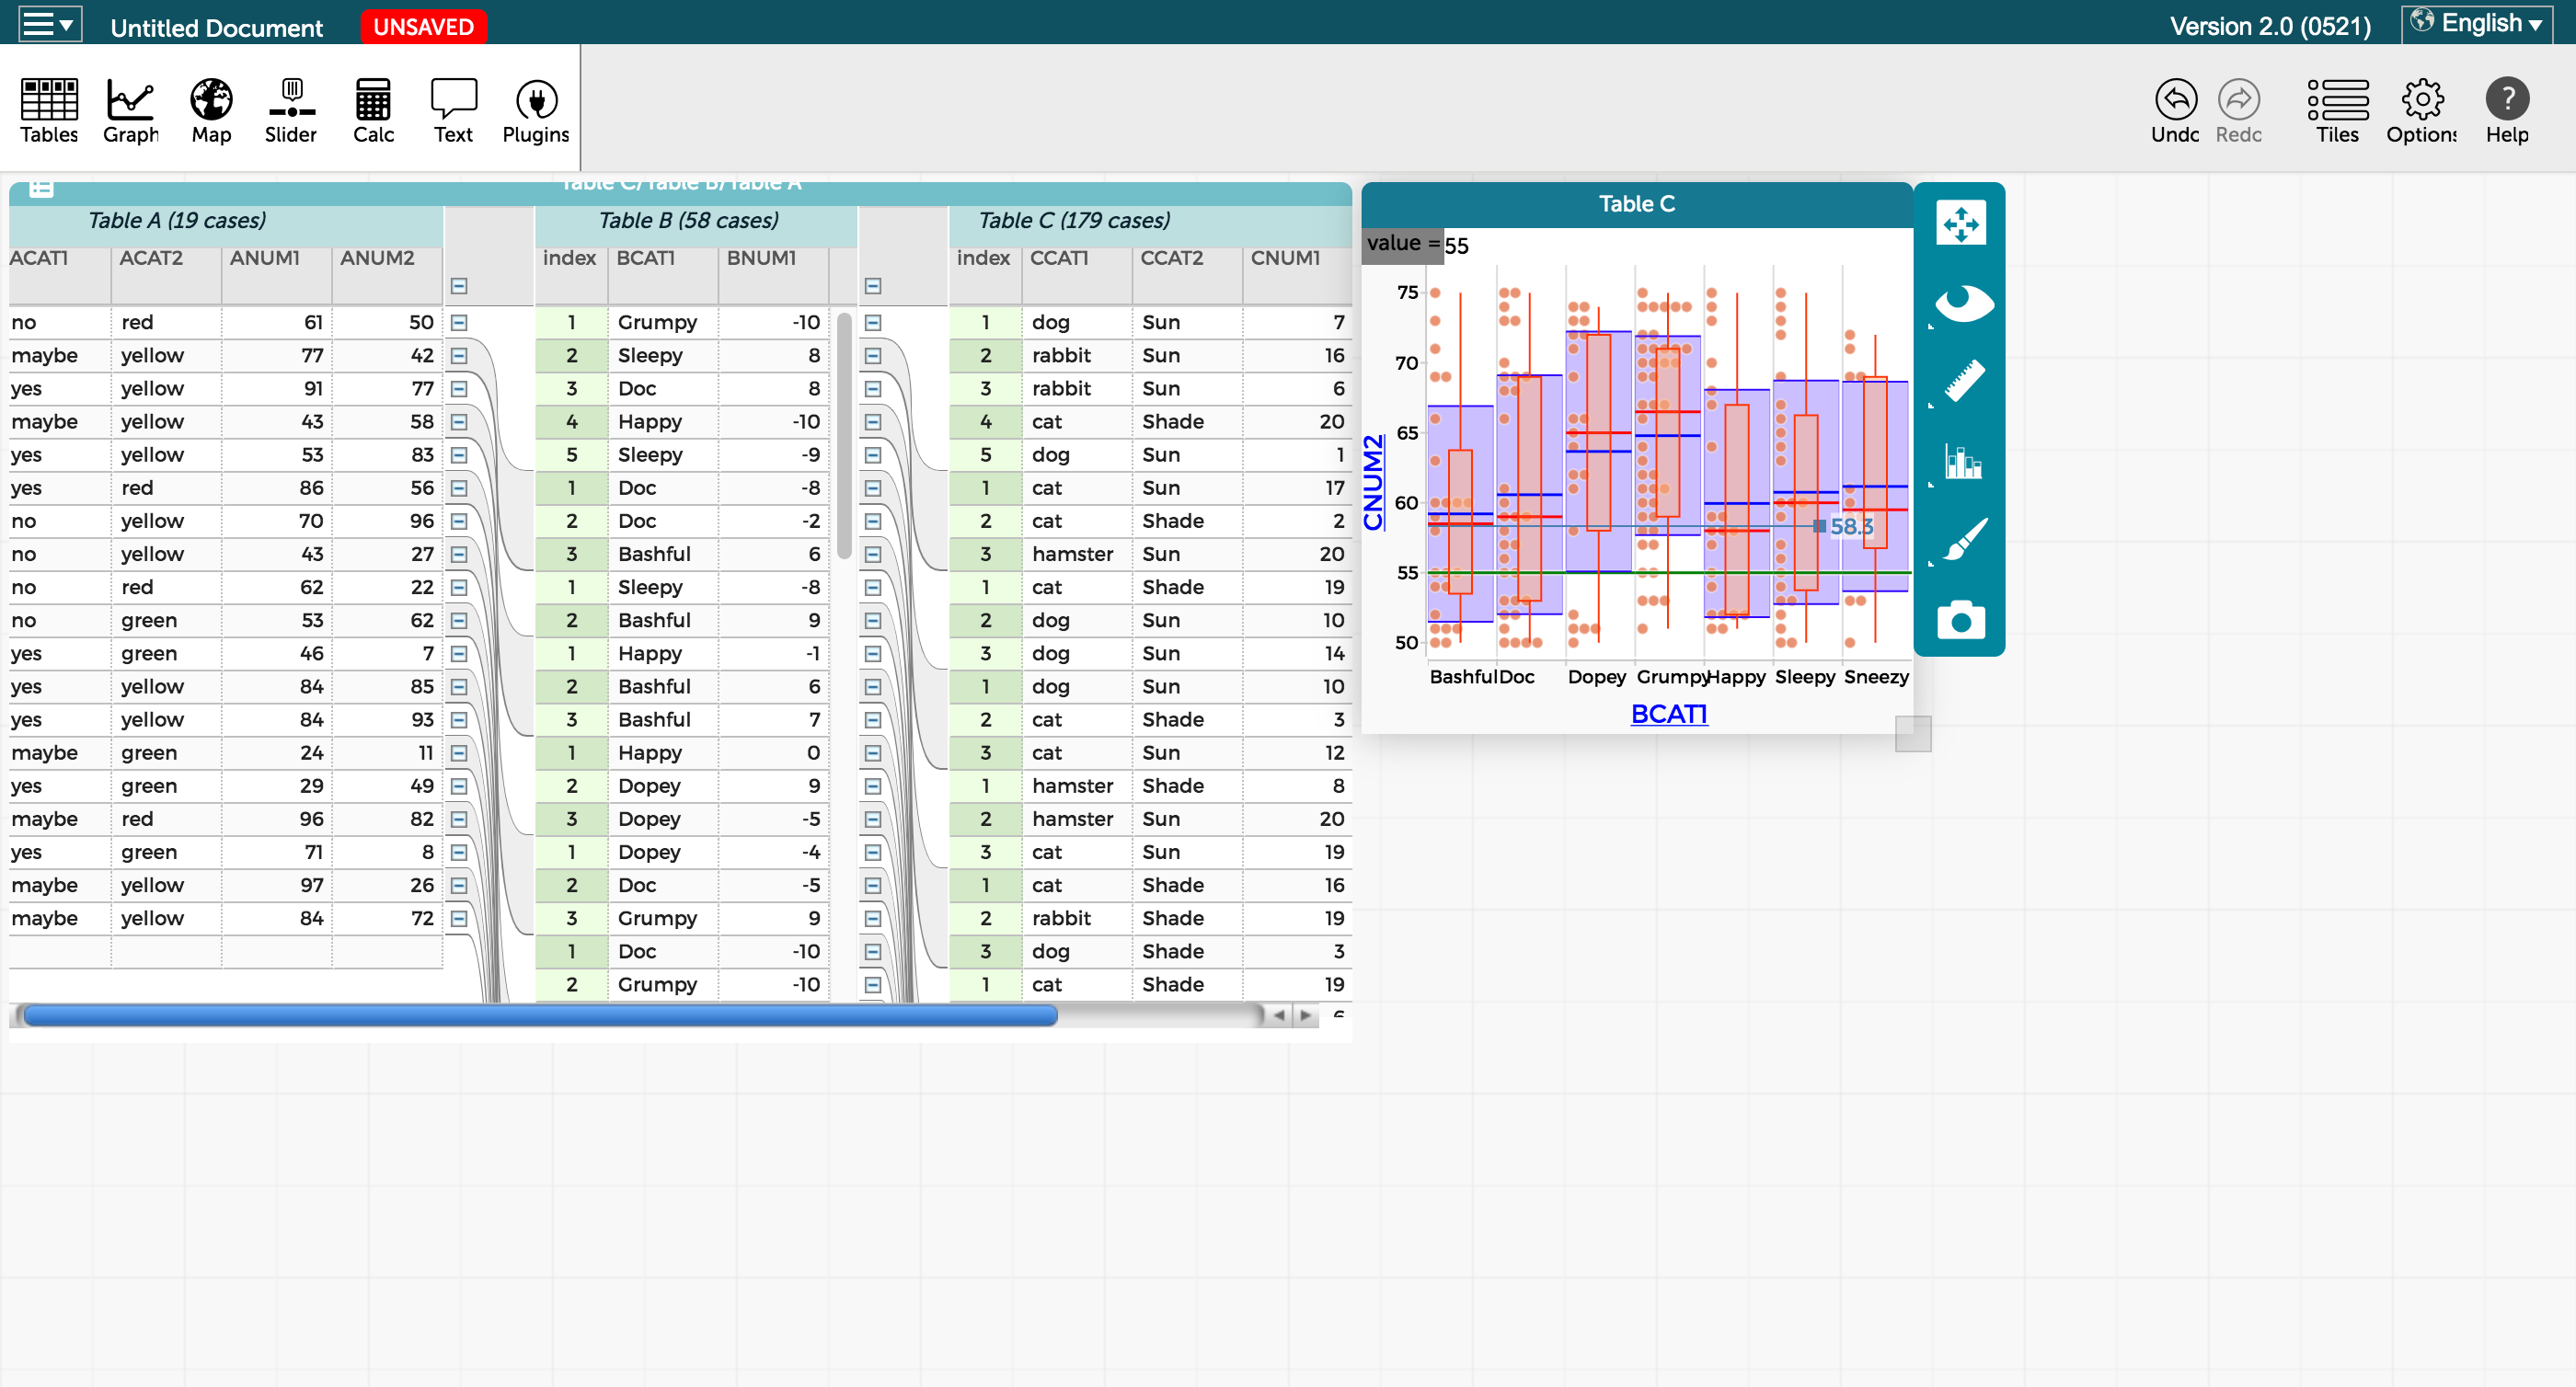 Untitled Document UNSAVED Version 2.0 (0521) English
Tables Graph Map Slider Calc Text Plugins Undo Redo Tiles Options Help
Table C/Table B/Table A
Table A (19 cases) Table B (58 cases) Table C (179 cases)
ACAT1 ACAT2 ANUM1 ANUM2 index BCAT1 BNUM1 index CCAT1 CCAT2 CNUM1
no red 61 50 1 Grumpy -10 1 dog Sun 7
maybe yellow 77 42 2 Sleepy 8 2 rabbit Sun 16
yes yellow 91 77 3 Doc 8 3 rabbit Sun 6
maybe yellow 43 58 4 Happy -10 4 cat Shade 20
yes yellow 53 83 5 Sleepy -9 5 dog Sun 1
yes red 86 56 1 Doc -8 1 cat Sun 17
no yellow 70 96 2 Doc -2 2 cat Shade 2
no yellow 43 27 3 Bashful 6 3 hamster Sun 20
no red 62 22 1 Sleepy -8 1 cat Shade 19
no green 53 62 2 Bashful 9 2 dog Sun 10
yes green 46 7 1 Happy -1 3 dog Sun 14
yes yellow 84 85 2 Bashful 6 1 dog Sun 10
yes yellow 84 93 3 Bashful 7 2 cat Shade 3
maybe green 24 11 1 Happy 0 3 cat Sun 12
yes green 29 49 2 Dopey 9 1 hamster Shade 8
maybe red 96 82 3 Dopey -5 2 hamster Sun 20
yes green 71 8 1 Dopey -4 3 cat Sun 19
maybe yellow 97 26 2 Doc -5 1 cat Shade 16
maybe yellow 84 72 3 Grumpy 9 2 rabbit Shade 19
1 Doc -10 3 dog Shade 3
2 Grumpy -10 1 cat Shade 19
Table C
value = 55
75
70
65
60
55
50
CNUM2
58.3
Bashful Doc Dopey Grumpy Happy Sleepy Sneezy
BCAT1